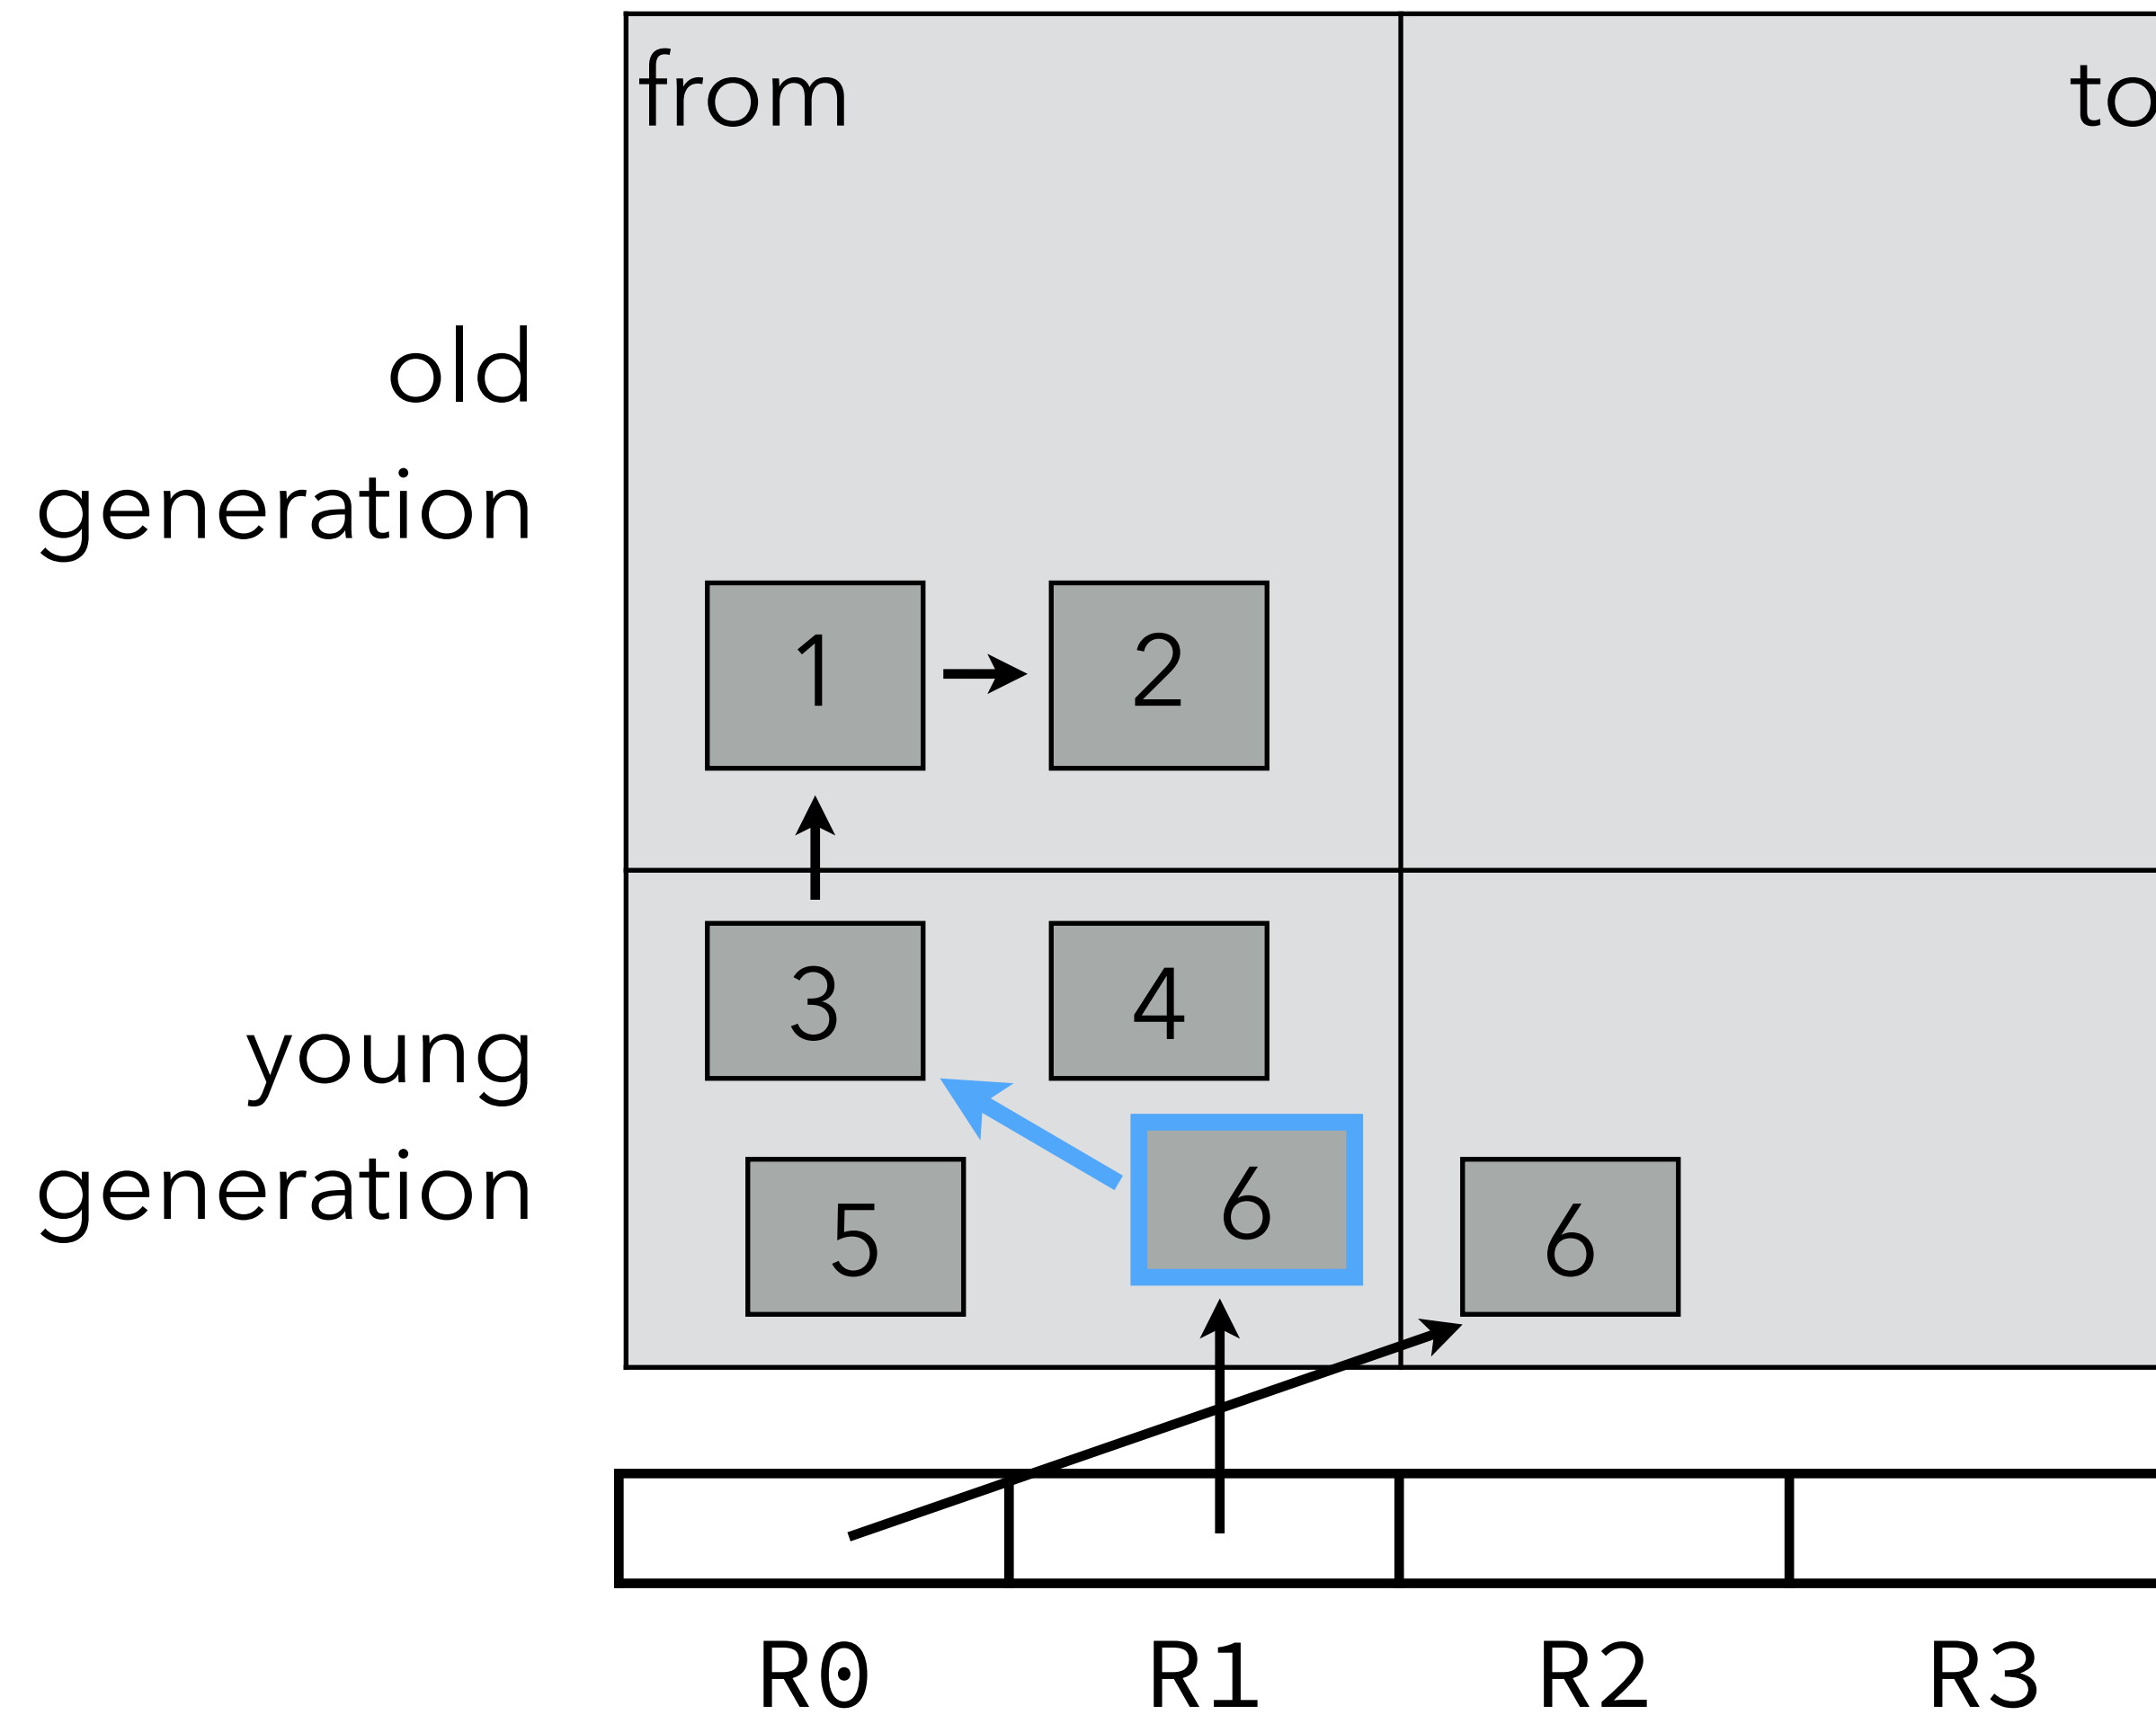 from to
old
generation
1 2
3 4
young
generation
5 6 6
R0 R1 R2 R3